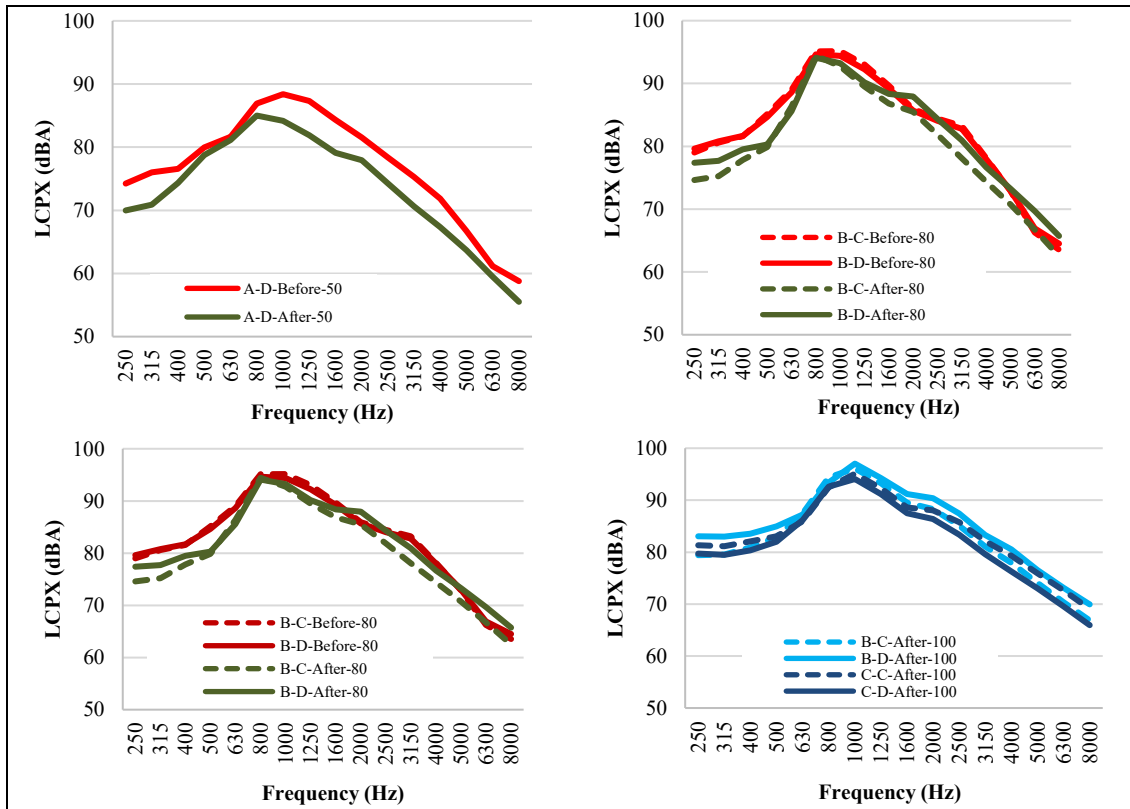 100
90
80
70
60
50
LCPX (dBA)
250 315 400 500 630 800 1000 1250 1600 2000 2500 3150 4000 5000 6300 8000
Frequency (Hz)
A-D-Before-50
A-D-After-50
100
90
80
70
60
50
LCPX (dBA)
250 315 400 500 630 800 1000 1250 1600 2000 2500 3150 4000 5000 6300 8000
Frequency (Hz)
B-C-Before-80
B-D-Before-80
B-C-After-80
B-D-After-80
100
90
80
70
60
50
LCPX (dBA)
250 315 400 500 630 800 1000 1250 1600 2000 2500 3150 4000 5000 6300 8000
Frequency (Hz)
B-C-Before-80
B-D-Before-80
B-C-After-80
B-D-After-80
100
90
80
70
60
50
LCPX (dBA)
250 315 400 500 630 800 1000 1250 1600 2000 2500 3150 4000 5000 6300 8000
Frequency (Hz)
B-C-After-100
B-D-After-100
C-C-After-100
C-D-After-100